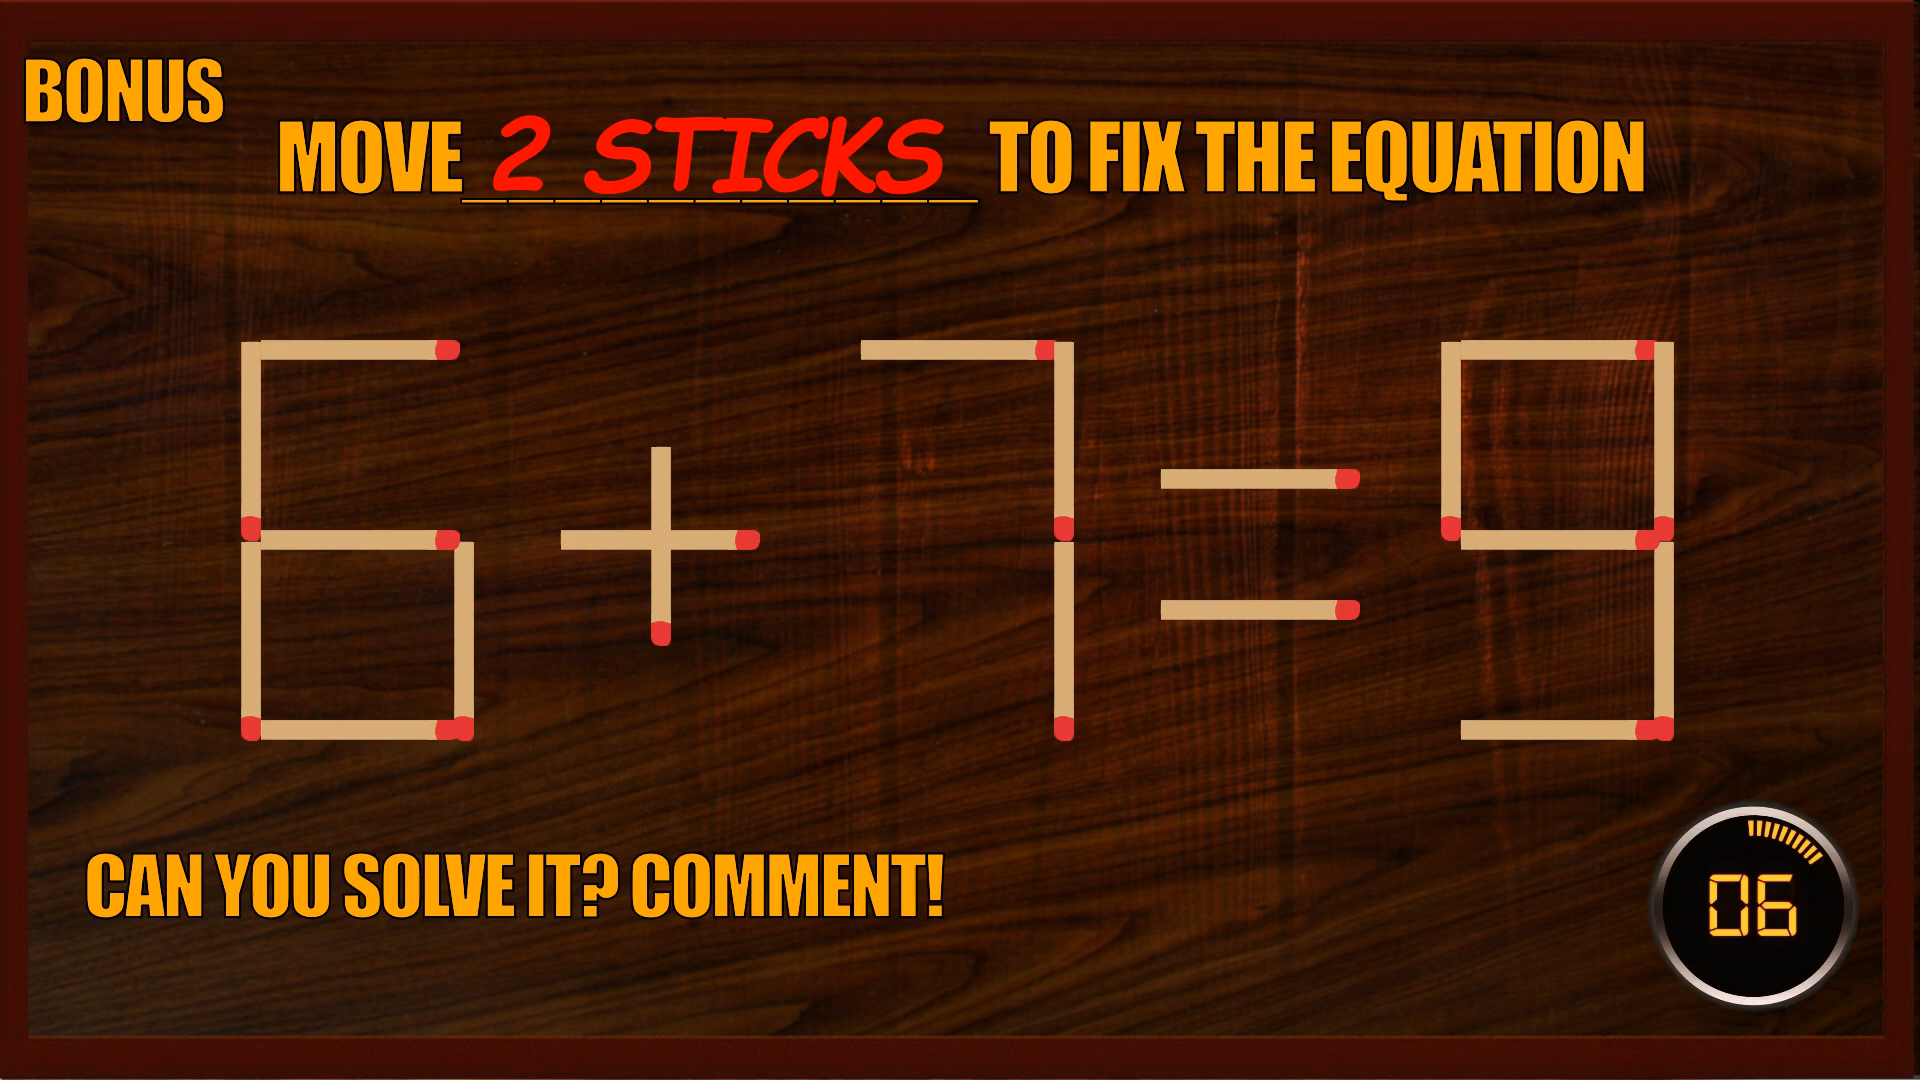 BONUS
MOVE 2 STICKS TO FIX THE EQUATION
6+7=9
CAN YOU SOLVE IT? COMMENT!
06